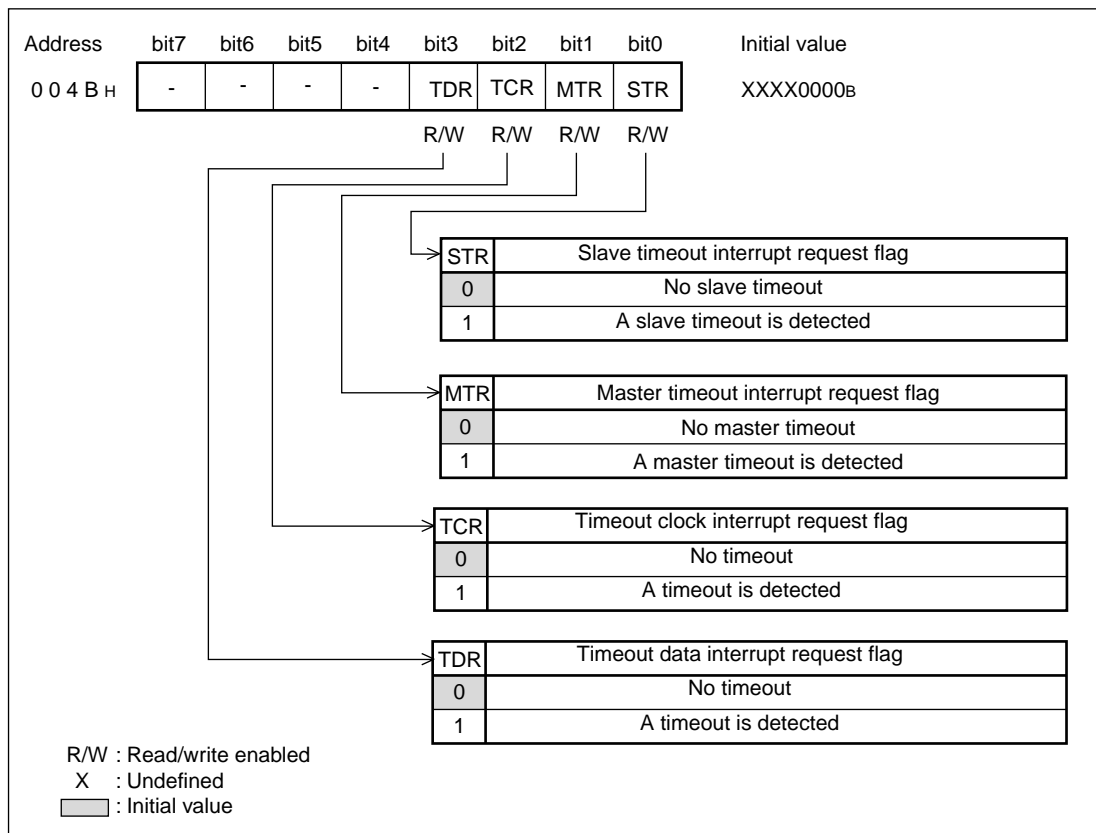 Address bit7 bit6 bit5 bit4 bit3 bit2 bit1 bit0 Initial value
0 0 4 B H - - - - TDR TCR MTR STR XXXX0000B
R/W R/W R/W R/W
STR Slave timeout interrupt request flag
0 No slave timeout
1 A slave timeout is detected
MTR Master timeout interrupt request flag
0 No master timeout
1 A master timeout is detected
TCR Timeout clock interrupt request flag
0 No timeout
1 A timeout is detected
TDR Timeout data interrupt request flag
0 No timeout
1 A timeout is detected
R/W : Read/write enabled
X : Undefined
: Initial value